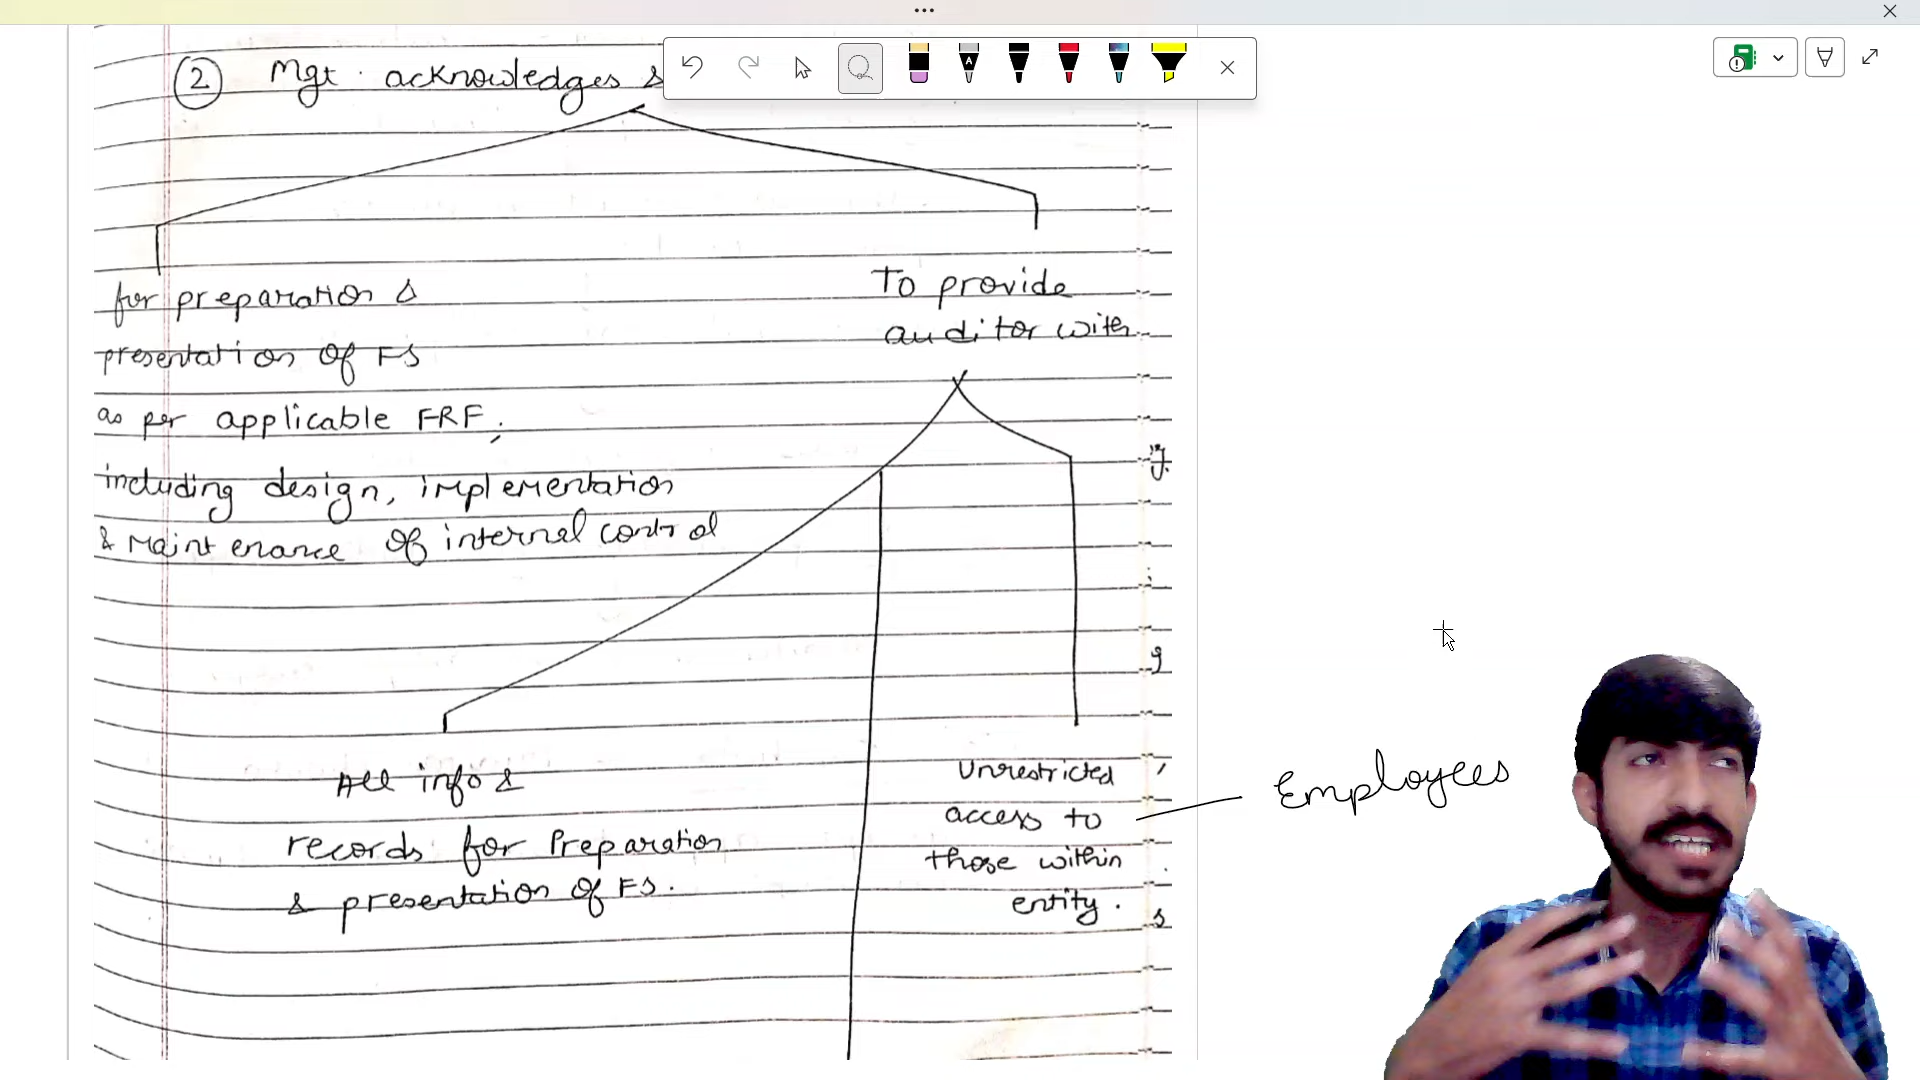 2 Mgt. acknowledges &
for preparation &
presentation of FS
as per applicable FRF,
including design, implementation
& Maintenance of internal control
To provide
auditor with
All info &
records for Preparation
& presentation of FS.
Unrestricted
access to
those within
entity.
Employees